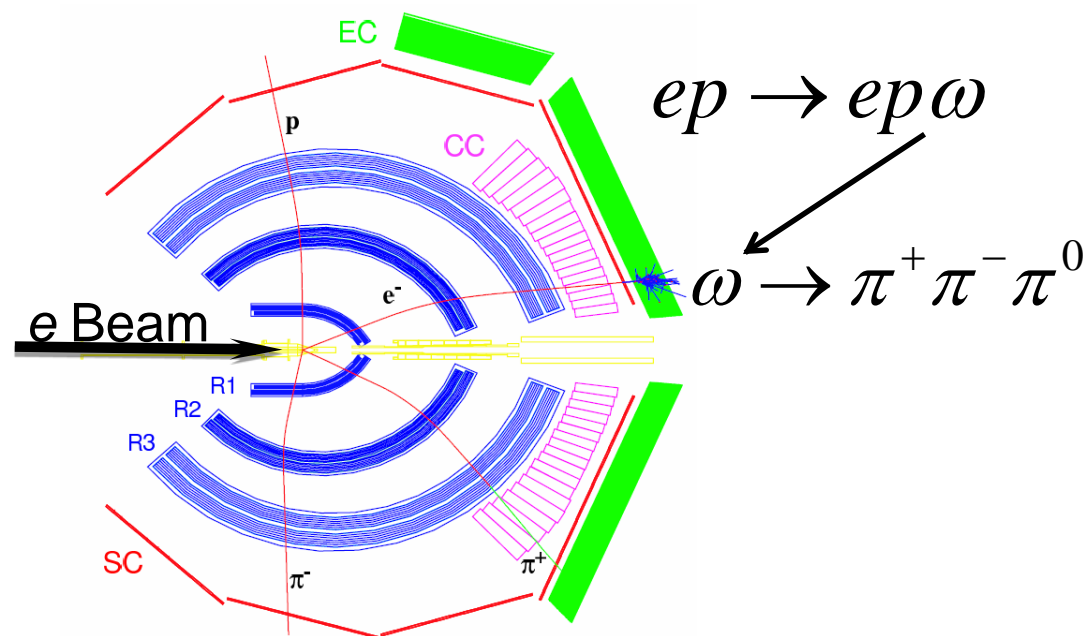 EC
ep → epω
p
CC
ω → π⁺ π⁻ π⁰
e⁻
e Beam
R1
R2
R3
SC
π⁻
π⁺